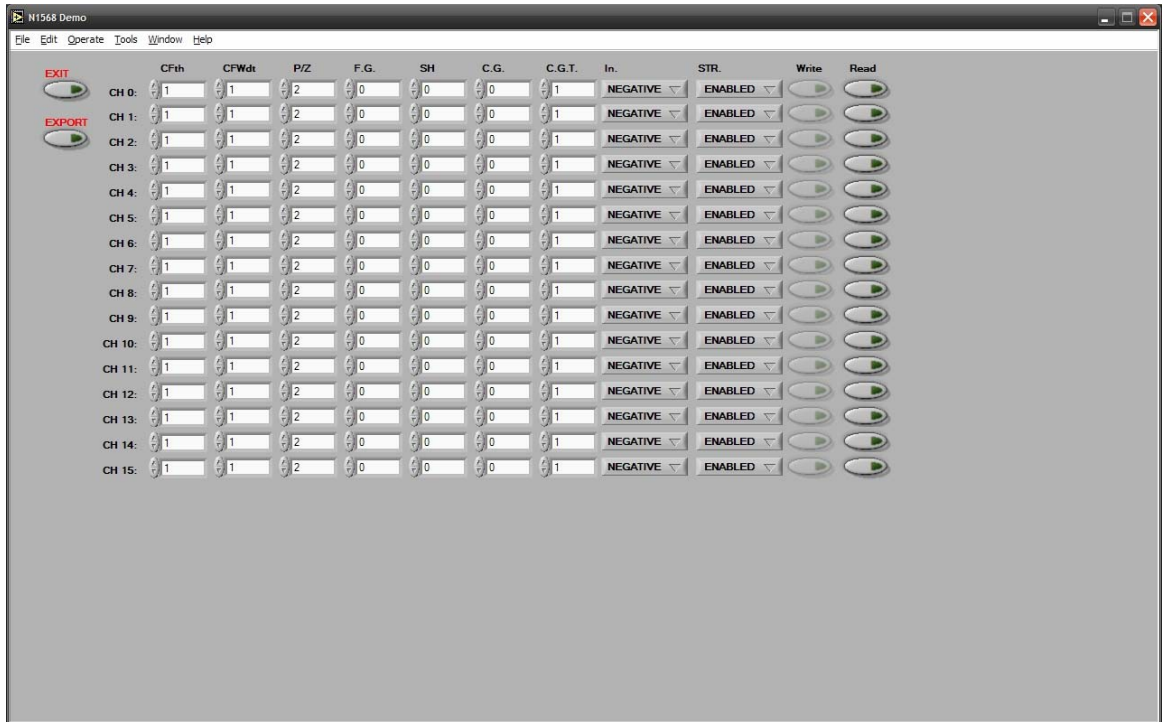 N1568 Demo
File Edit Operate Tools Window Help
CFth CFWdt P/Z F.G. SH C.G. C.G.T. In. STR. Write Read
EXIT
CH 0: 1 1 2 0 0 0 1 NEGATIVE ENABLED
CH 1: 1 1 2 0 0 0 1 NEGATIVE ENABLED
EXPORT
CH 2: 1 1 2 0 0 0 1 NEGATIVE ENABLED
CH 3: 1 1 2 0 0 0 1 NEGATIVE ENABLED
CH 4: 1 1 2 0 0 0 1 NEGATIVE ENABLED
CH 5: 1 1 2 0 0 0 1 NEGATIVE ENABLED
CH 6: 1 1 2 0 0 0 1 NEGATIVE ENABLED
CH 7: 1 1 2 0 0 0 1 NEGATIVE ENABLED
CH 8: 1 1 2 0 0 0 1 NEGATIVE ENABLED
CH 9: 1 1 2 0 0 0 1 NEGATIVE ENABLED
CH 10: 1 1 2 0 0 0 1 NEGATIVE ENABLED
CH 11: 1 1 2 0 0 0 1 NEGATIVE ENABLED
CH 12: 1 1 2 0 0 0 1 NEGATIVE ENABLED
CH 13: 1 1 2 0 0 0 1 NEGATIVE ENABLED
CH 14: 1 1 2 0 0 0 1 NEGATIVE ENABLED
CH 15: 1 1 2 0 0 0 1 NEGATIVE ENABLED